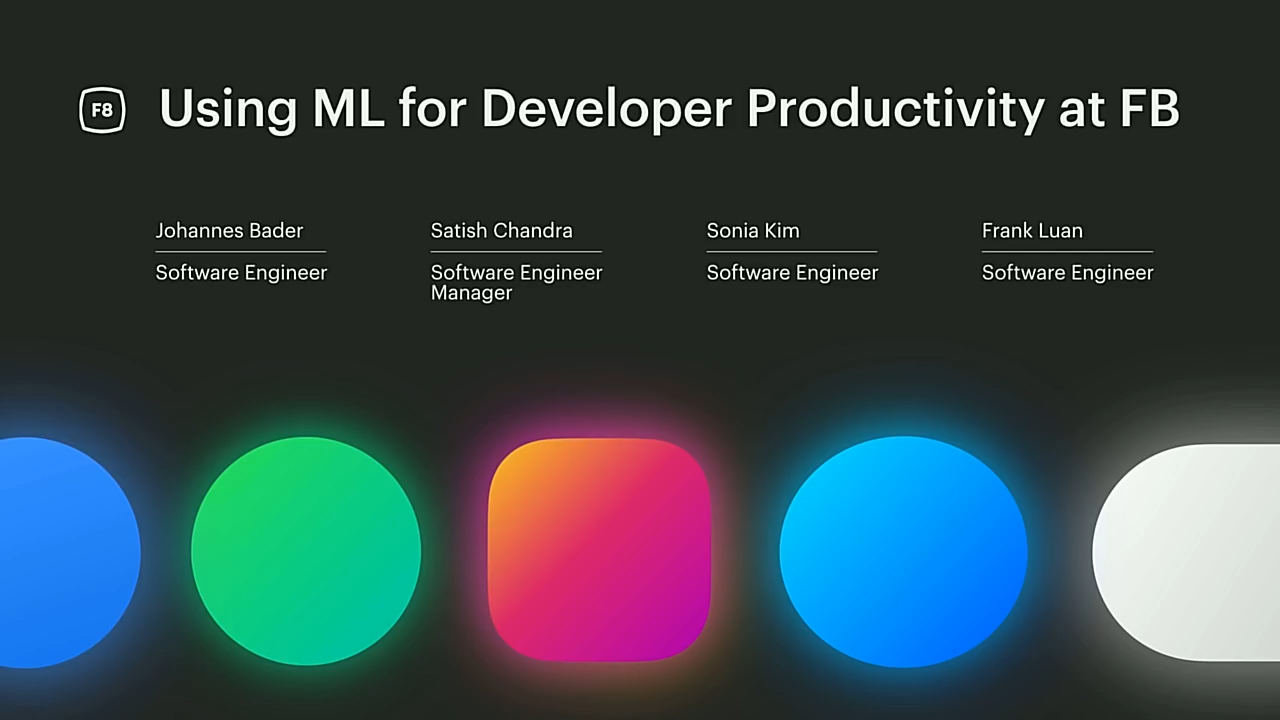 F8 Using ML for Developer Productivity at FB
Johannes Bader
Software Engineer
Satish Chandra
Software Engineer
Manager
Sonia Kim
Software Engineer
Frank Luan
Software Engineer